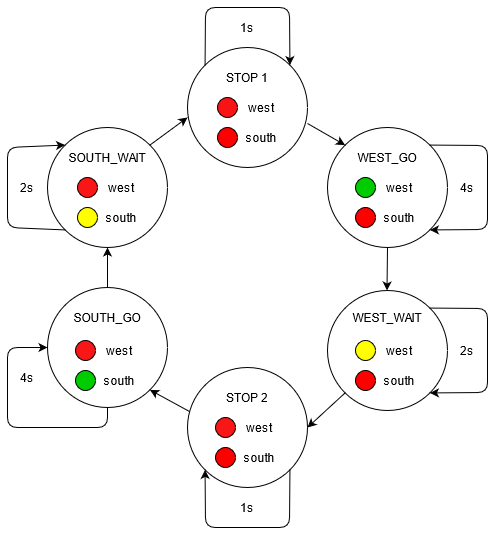 1s
STOP 1
west
south
SOUTH_WAIT
west
south
2s
WEST_GO
west
south
4s
SOUTH_GO
west
south
4s
WEST_WAIT
west
south
2s
STOP 2
west
south
1s